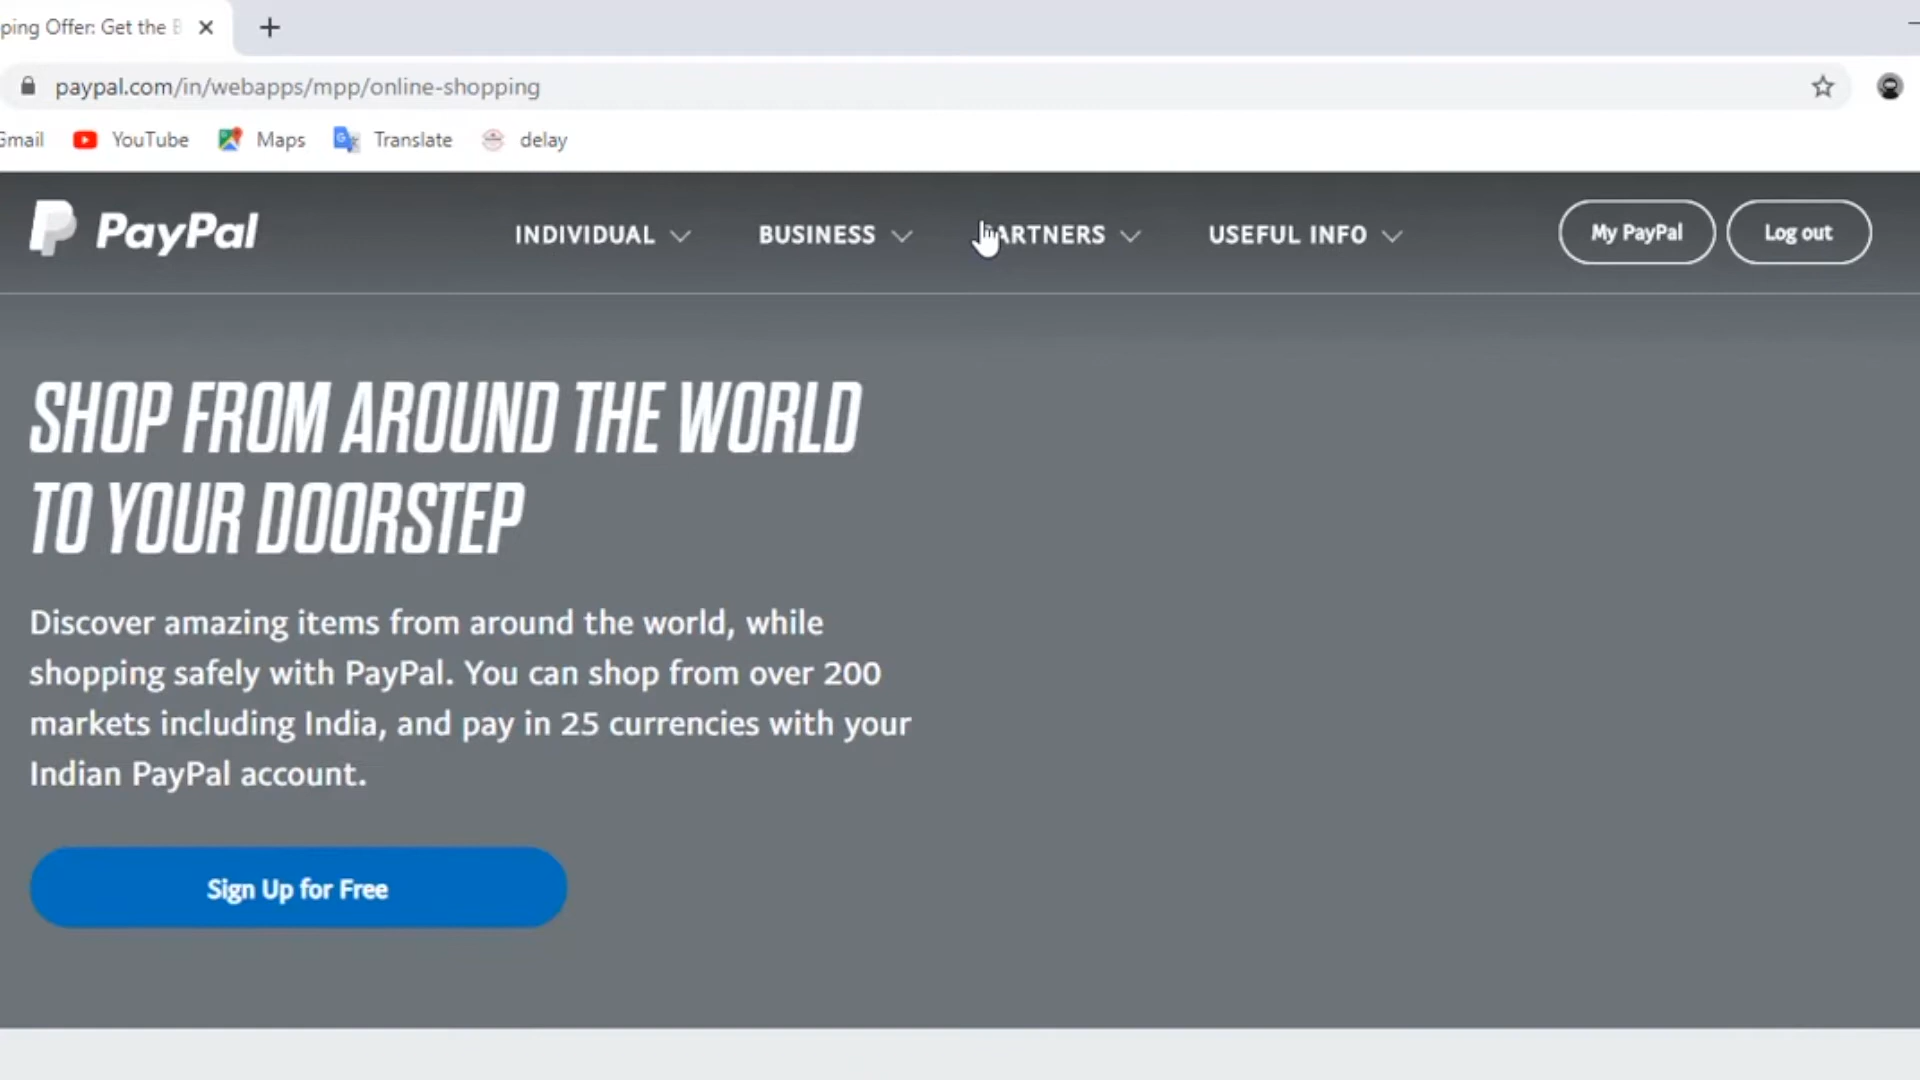 ping Offer: Get the
paypal.com/in/webapps/mpp/online-shopping
YouTube Maps Translate delay
PayPal INDIVIDUAL BUSINESS ARTNERS USEFUL INFO My PayPal Log out
SHOP FROM AROUND THE WORLD
TO YOUR DOORSTEP
Discover amazing items from around the world, while
shopping safely with PayPal. You can shop from over 200
markets including India, and pay in 25 currencies with your
Indian PayPal account.
Sign Up for Free